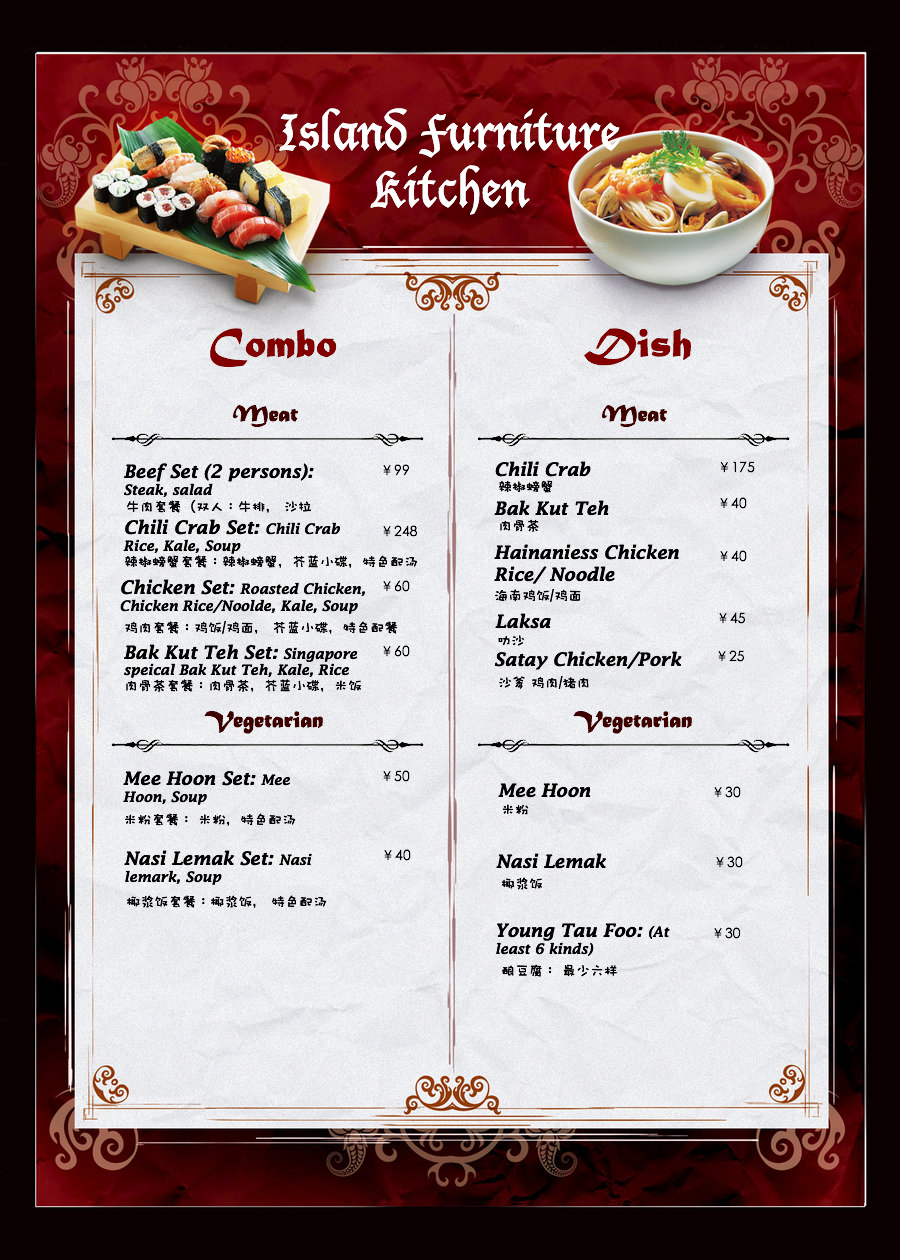 Island Furniture
Kitchen
Combo
Meat
Beef Set (2 persons): ¥99
Steak, salad
牛肉套餐（双人：牛排， 沙拉
Chili Crab Set: Chili Crab ¥248
Rice, Kale, Soup
辣椒螃蟹套餐：辣椒螃蟹，芥蓝小碟，特色配汤
Chicken Set: Roasted Chicken, ¥60
Chicken Rice/Noolde, Kale, Soup
鸡肉套餐：鸡饭/鸡面， 芥蓝小碟，特色配餐
Bak Kut Teh Set: Singapore ¥60
speical Bak Kut Teh, Kale, Rice
肉骨茶套餐：肉骨茶，芥蓝小碟，米饭
Vegetarian
Mee Hoon Set: Mee ¥50
Hoon, Soup
米粉套餐： 米粉，特色配汤
Nasi Lemak Set: Nasi ¥40
lemark, Soup
椰浆饭套餐：椰浆饭， 特色配汤
Dish
Meat
Chili Crab ¥175
辣椒螃蟹
Bak Kut Teh ¥40
肉骨茶
Hainaniess Chicken ¥40
Rice/ Noodle
海南鸡饭/鸡面
Laksa ¥45
叻沙
Satay Chicken/Pork ¥25
沙爹 鸡肉/猪肉
Vegetarian
Mee Hoon ¥30
米粉
Nasi Lemak ¥30
椰浆饭
Young Tau Foo: (At ¥30
least 6 kinds)
酿豆腐： 最少六样